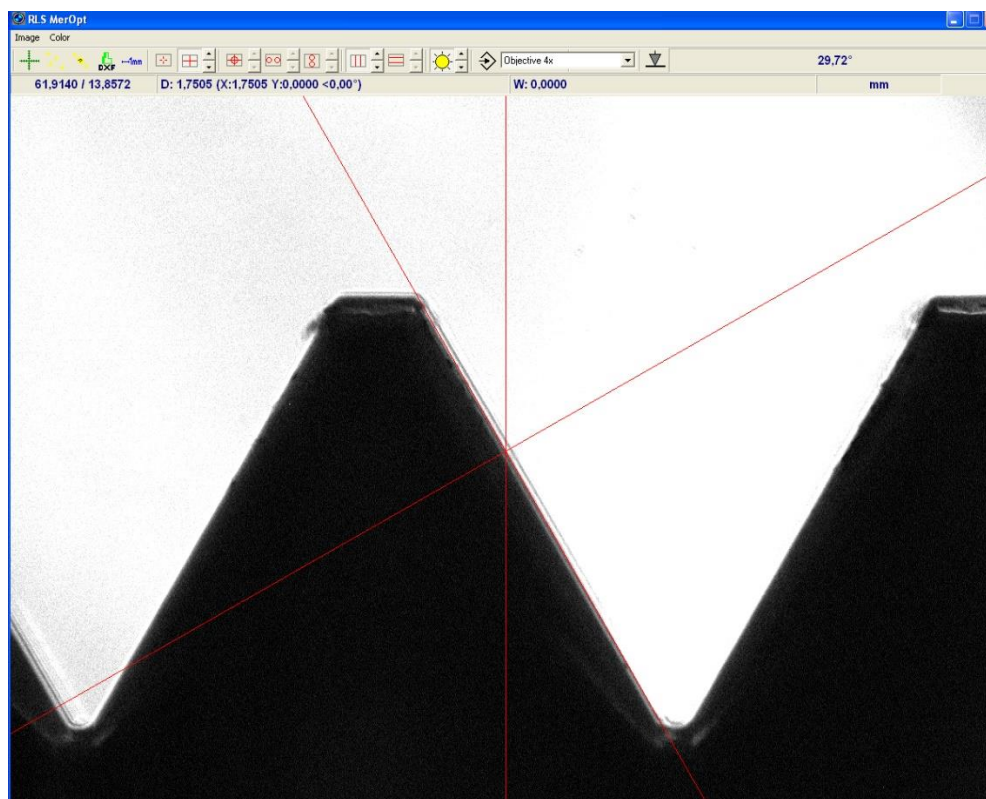 RLS MerOpt
Image Color
DXF 1mm Objective 4x 29,72°
61,9140 / 13,8572 D: 1,7505 (X:1,7505 Y:0,0000 <0,00°) W: 0,0000 mm